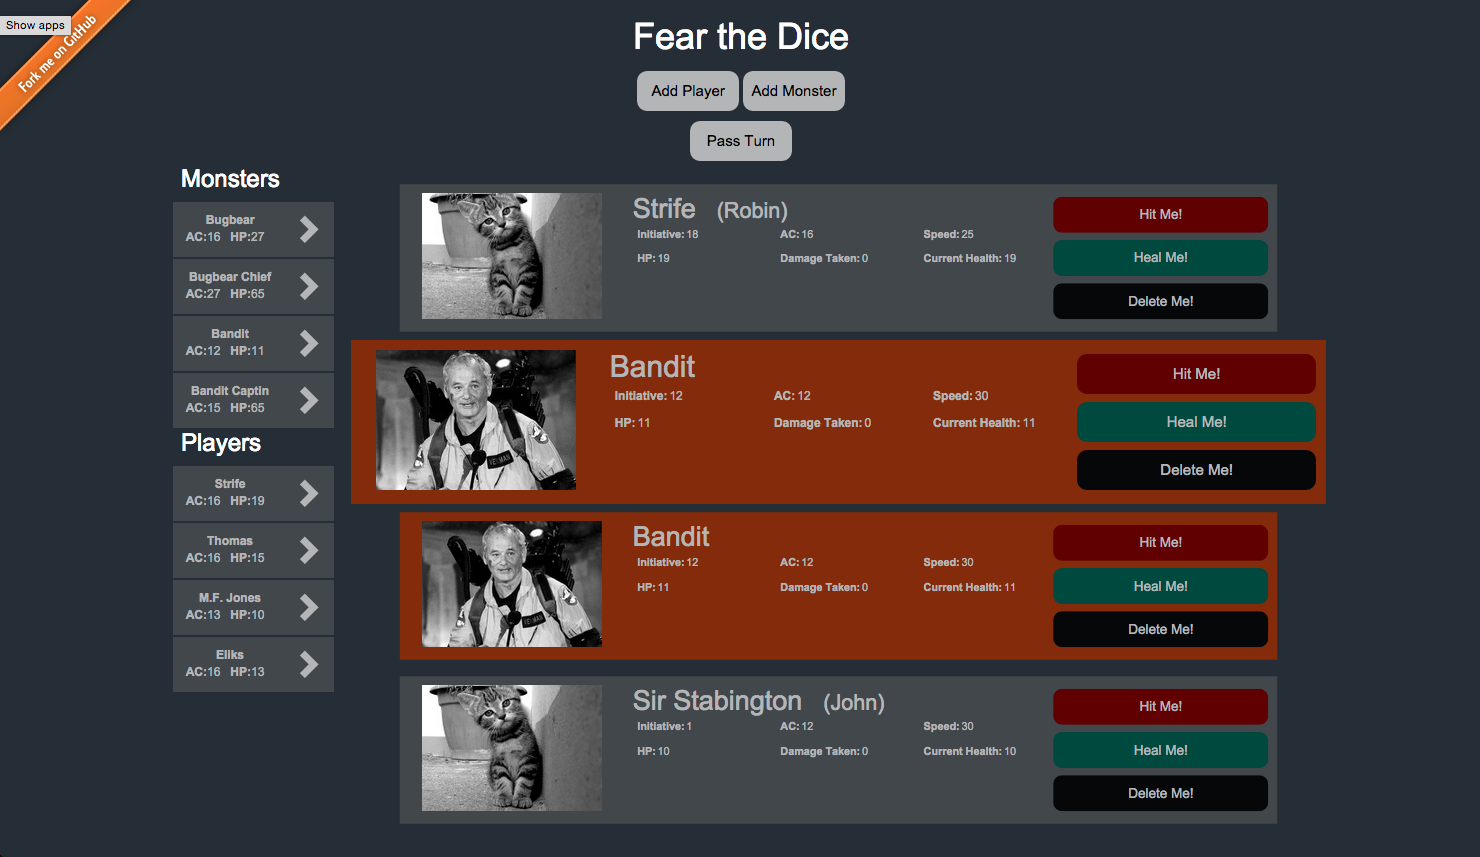 Show apps
Fork me on GitHub
Fear the Dice
Add Player
Add Monster
Pass Turn
Monsters
Bugbear
AC:16 HP:27
Bugbear Chief
AC:27 HP:65
Bandit
AC:12 HP:11
Bandit Captin
AC:15 HP:65
Players
Strife
AC:16 HP:19
Thomas
AC:16 HP:15
M.F. Jones
AC:13 HP:10
Eliks
AC:16 HP:13
Strife (Robin)
Initiative: 18 AC: 16 Speed: 25
HP: 19 Damage Taken: 0 Current Health: 19
Hit Me!
Heal Me!
Delete Me!
Bandit
Initiative: 12 AC: 12 Speed: 30
HP: 11 Damage Taken: 0 Current Health: 11
Hit Me!
Heal Me!
Delete Me!
Bandit
Initiative: 12 AC: 12 Speed: 30
HP: 11 Damage Taken: 0 Current Health: 11
Hit Me!
Heal Me!
Delete Me!
Sir Stabington (John)
Initiative: 1 AC: 12 Speed: 30
HP: 10 Damage Taken: 0 Current Health: 10
Hit Me!
Heal Me!
Delete Me!